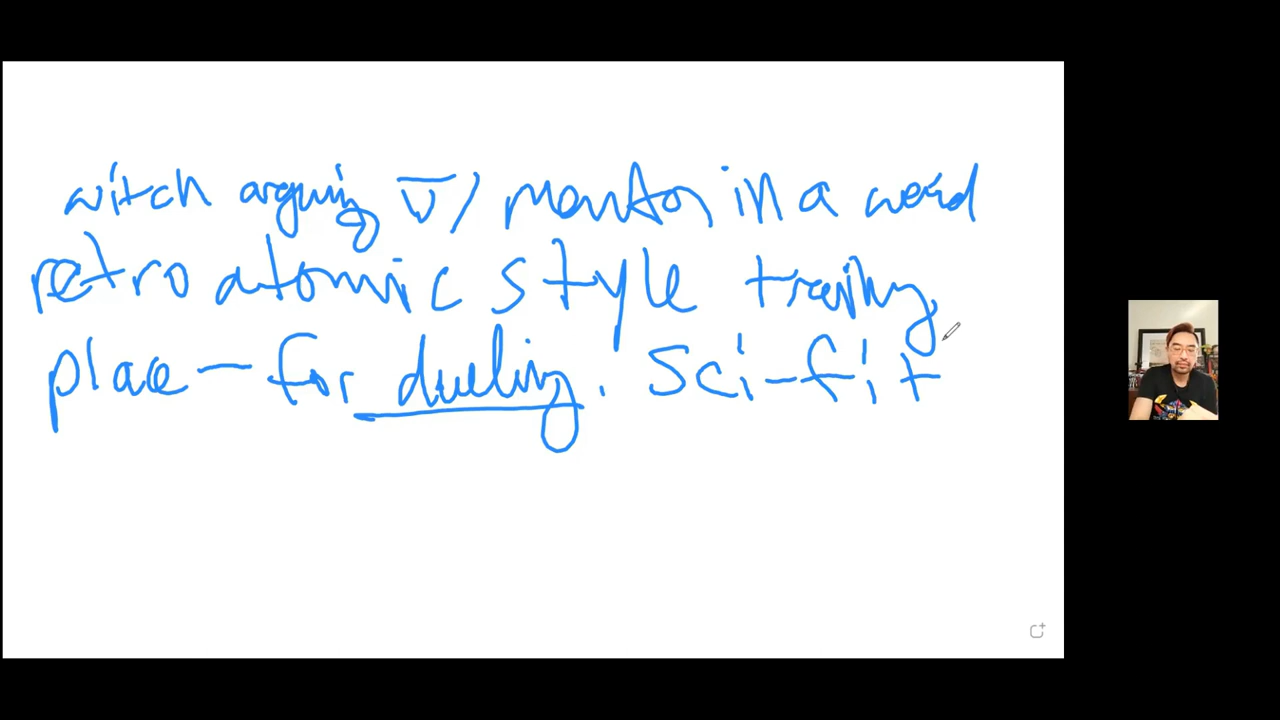 witch arguing w/ mentor in a weird
retro atomic style training
place - for dueling. Sci-fi +